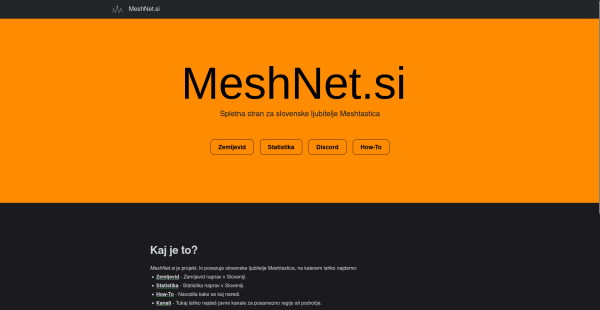 MeshNet.si
MeshNet.si
Spletna stran za slovenske ljubitelje Meshtastica
Zemljevid
Statistika
Discord
How-To
Kaj je to?
MeshNet.si je projekt, ki povezuje slovenske ljubitelje Meshtastica, na katerem lahko najdemo:
Zemljevid - Zemljevid naprav v Sloveniji.
Statistika - Statistika naprav v Sloveniji.
How-To - Navodila kako se kaj naredi.
Kanali - Tukaj lahko najdeš javne kanale za posamezno regijo ali področje.